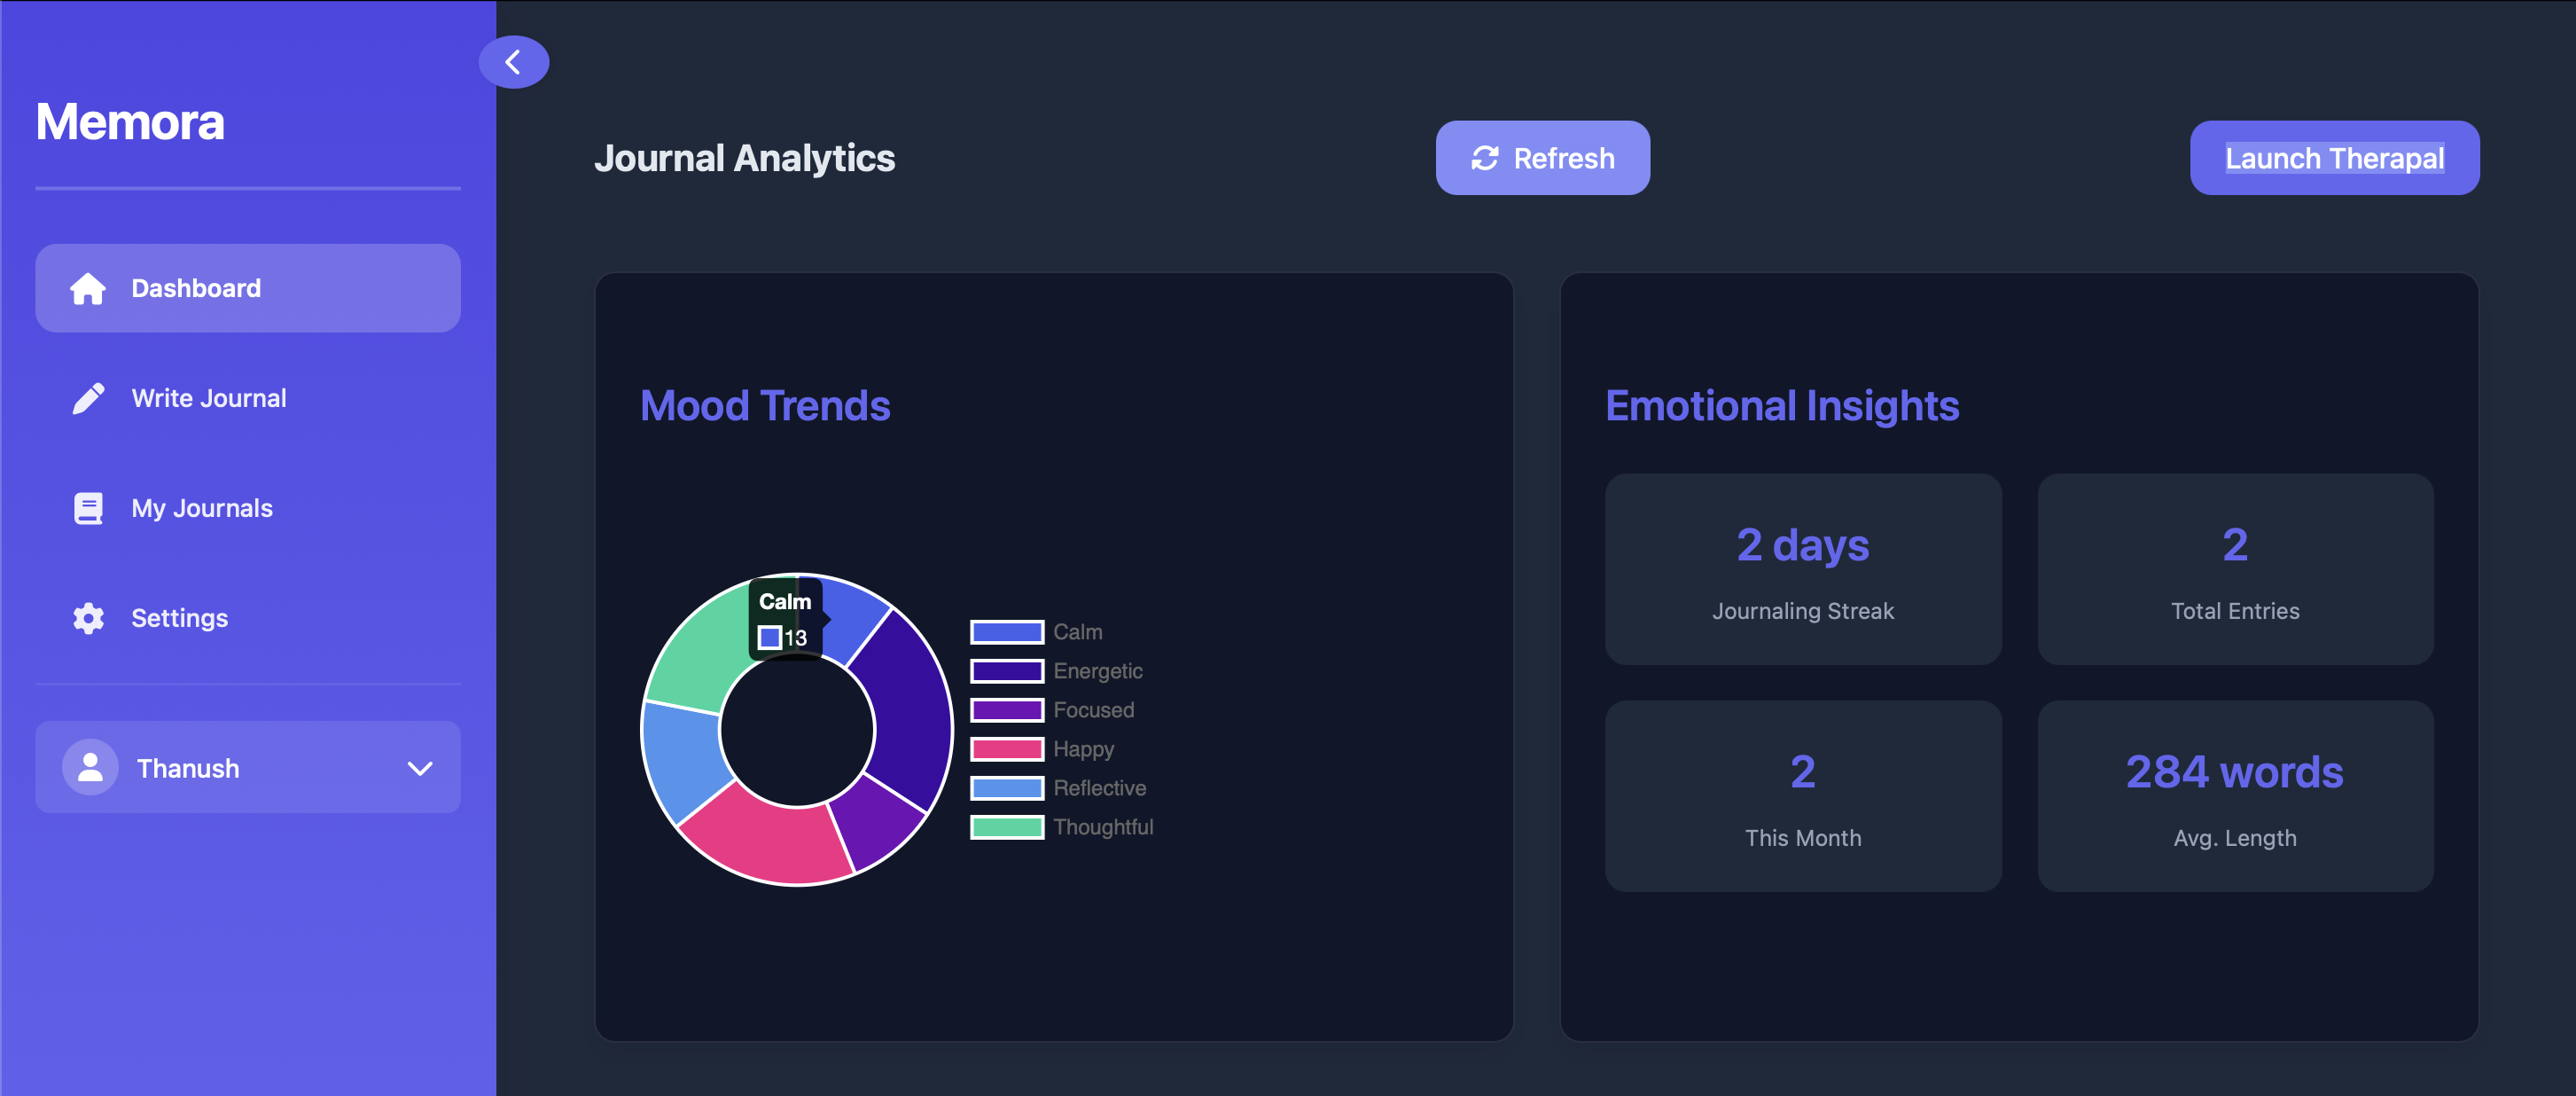 Memora
Dashboard
Write Journal
My Journals
Settings
Thanush
Journal Analytics
Refresh
Launch Therapal
Mood Trends
Calm
13
Calm
Energetic
Focused
Happy
Reflective
Thoughtful
Emotional Insights
2 days
Journaling Streak
2
Total Entries
2
This Month
284 words
Avg. Length